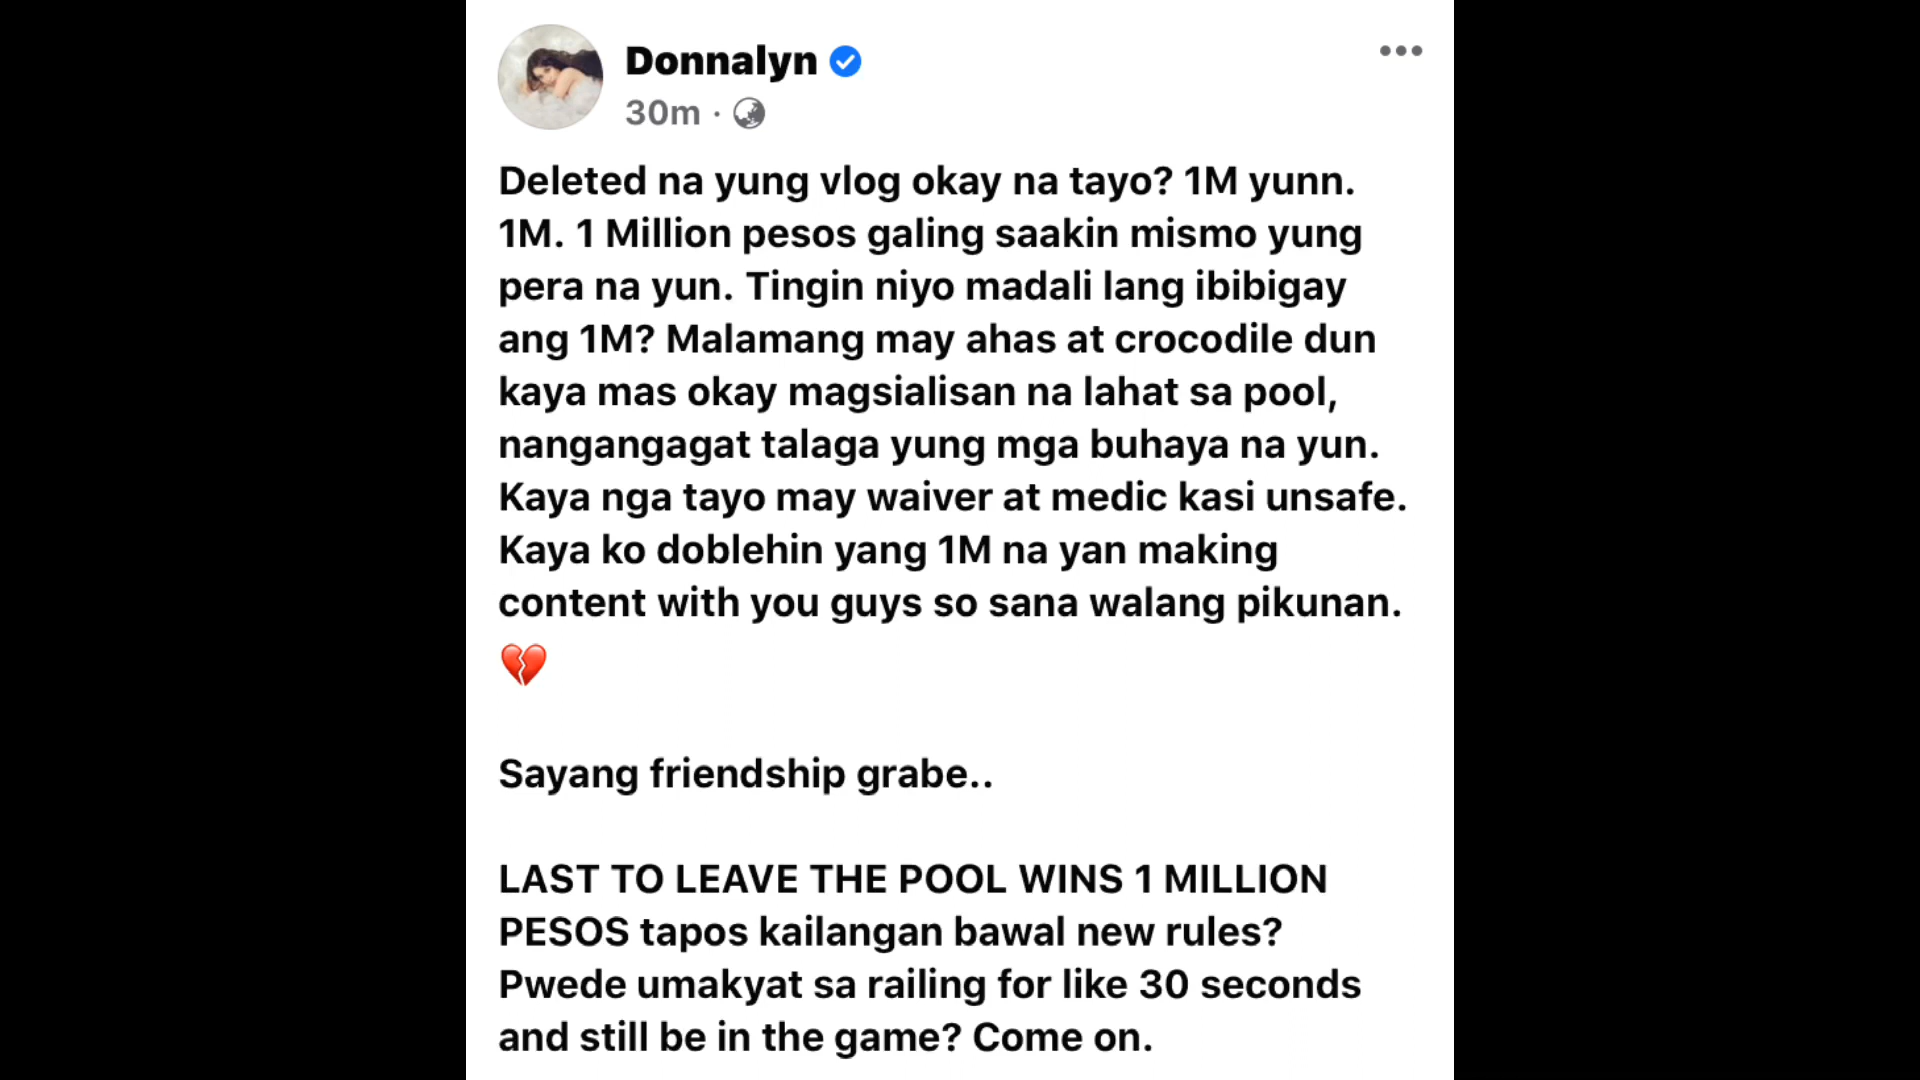 Donnalyn
30m ·
Deleted na yung vlog okay na tayo? 1M yunn.
1M. 1 Million pesos galing saakin mismo yung
pera na yun. Tingin niyo madali lang ibibigay
ang 1M? Malamang may ahas at crocodile dun
kaya mas okay magsialisan na lahat sa pool,
nangangagat talaga yung mga buhaya na yun.
Kaya nga tayo may waiver at medic kasi unsafe.
Kaya ko doblehin yang 1M na yan making
content with you guys so sana walang pikunan.
💔
Sayang friendship grabe..
LAST TO LEAVE THE POOL WINS 1 MILLION
PESOS tapos kailangan bawal new rules?
Pwede umakyat sa railing for like 30 seconds
and still be in the game? Come on.